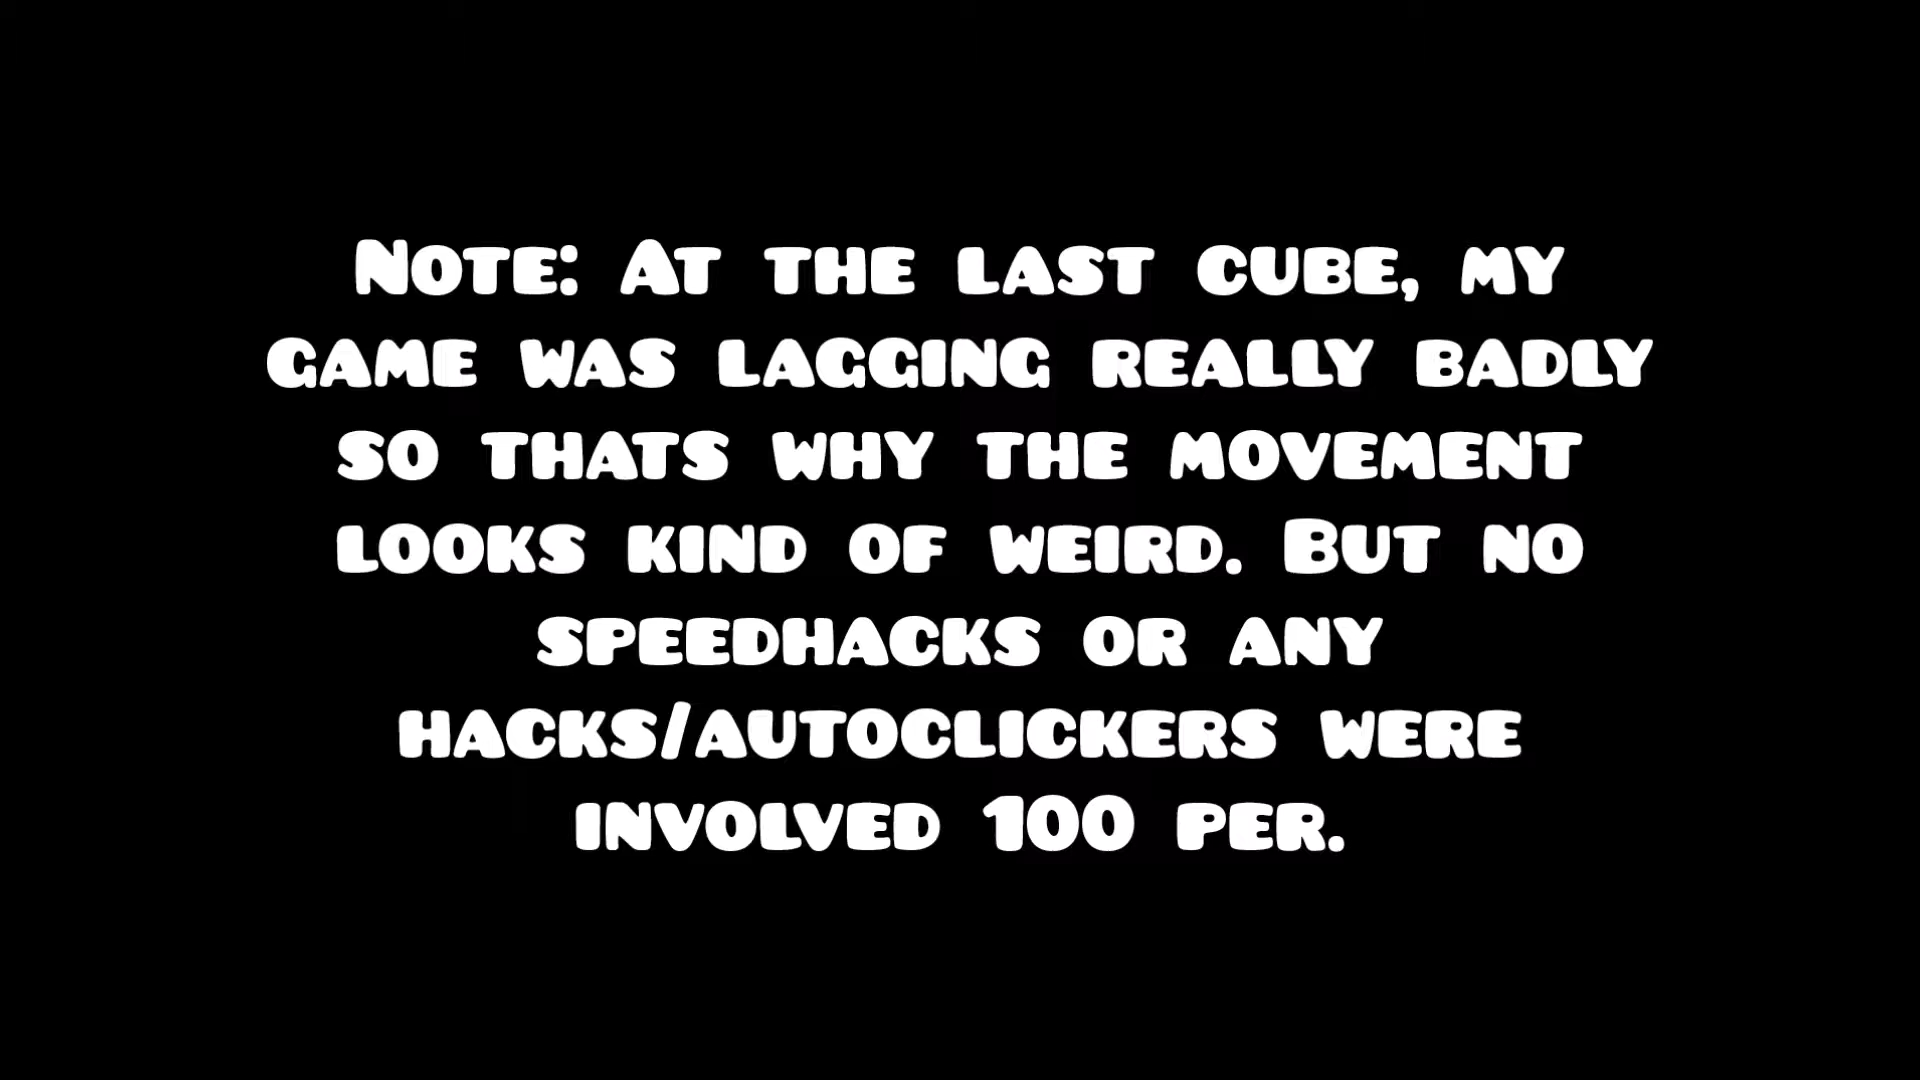 Note: At the last cube, my
game was lagging really badly
so thats why the movement
looks kind of weird. But no
speedhacks or any
hacks/autoclickers were
involved 100 per.